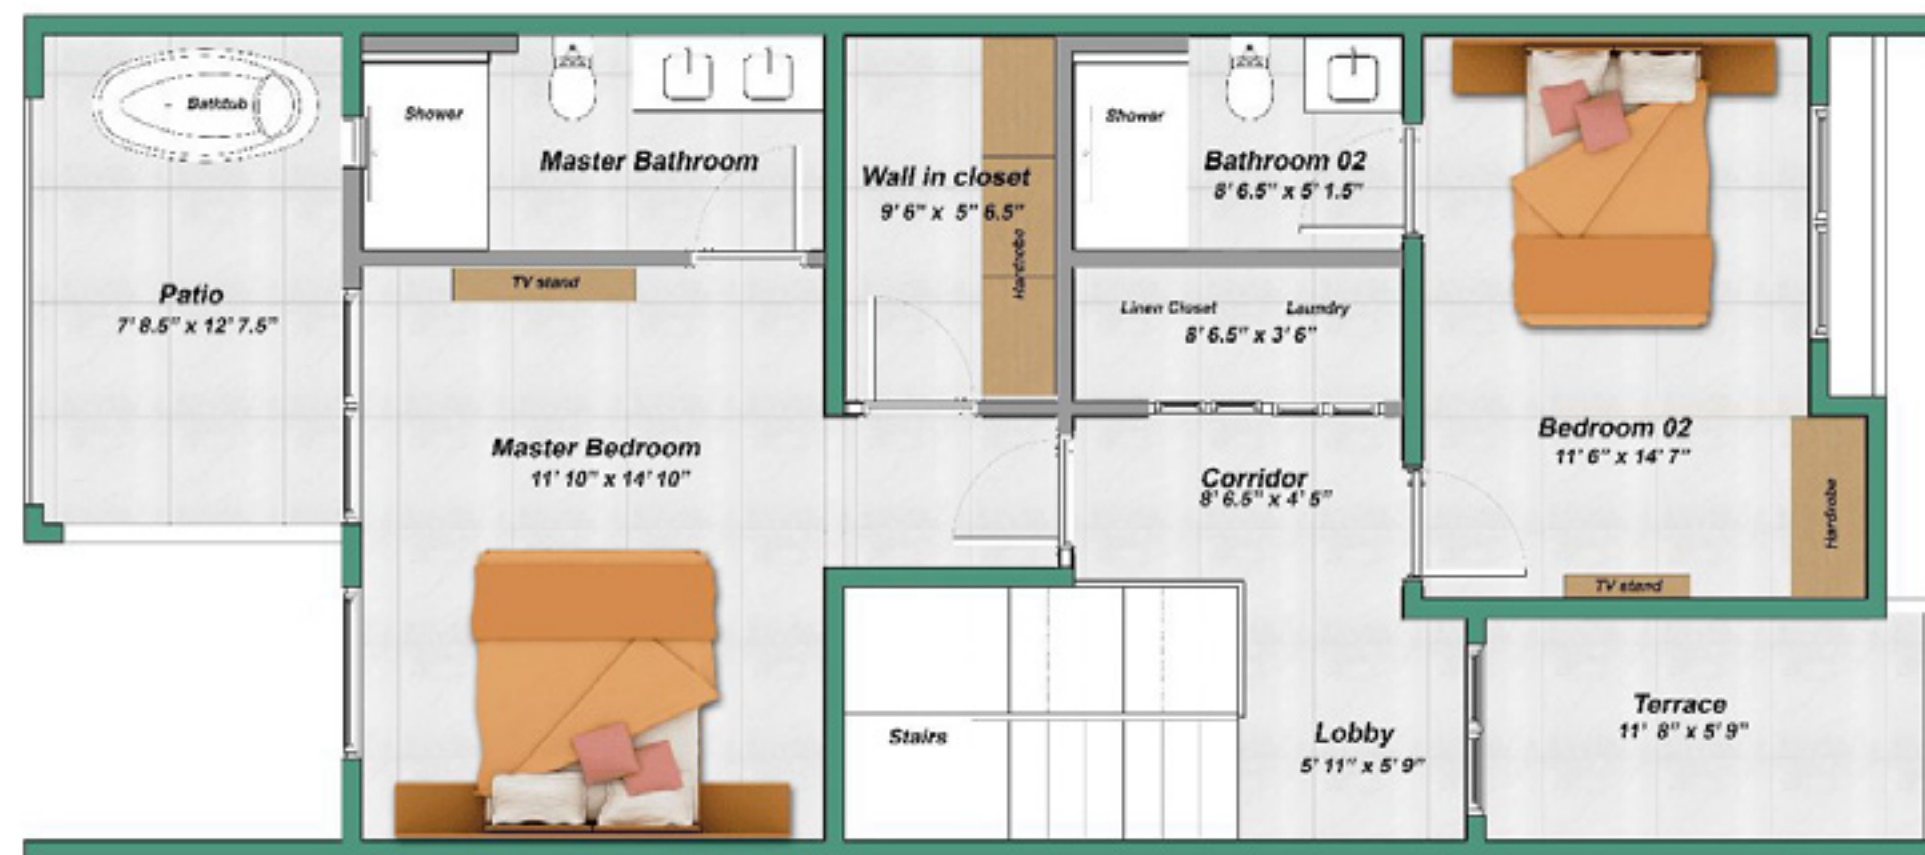 Bathtub
Patio
7' 8.5" x 12' 7.5"
Shower
Master Bathroom
TV stand
Master Bedroom
11' 10" x 14' 10"
Wall in closet
9' 6" x 5" 6.5"
Hardrobe
Shower
Bathroom 02
8' 6.5" x 5' 1.5"
Linen Closet
Laundry
8' 6.5" x 3' 6"
Corridor
8' 6.5" x 4' 5"
Bedroom 02
11' 6" x 14' 7"
Hardrobe
TV stand
Stairs
Lobby
5' 11" x 5' 9"
Terrace
11' 8" x 5' 9"